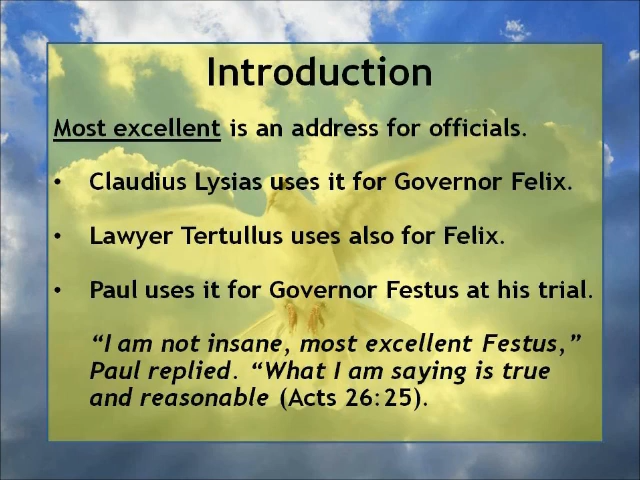 Introduction
Most excellent is an address for officials.
• Claudius Lysias uses it for Governor Felix.
• Lawyer Tertullus uses also for Felix.
• Paul uses it for Governor Festus at his trial.
“I am not insane, most excellent Festus,”
Paul replied. “What I am saying is true
and reasonable (Acts 26:25).